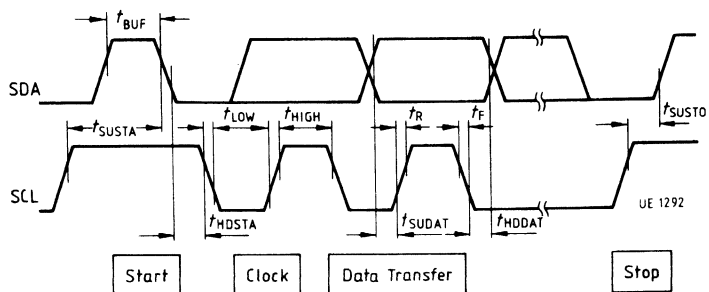 tBUF
SDA
tSUSTA
tLOW
tHIGH
tR
tF
tSUSTO
SCL
tHDSTA
tSUDAT
tHDDAT
UE 1292
Start
Clock
Data Transfer
Stop